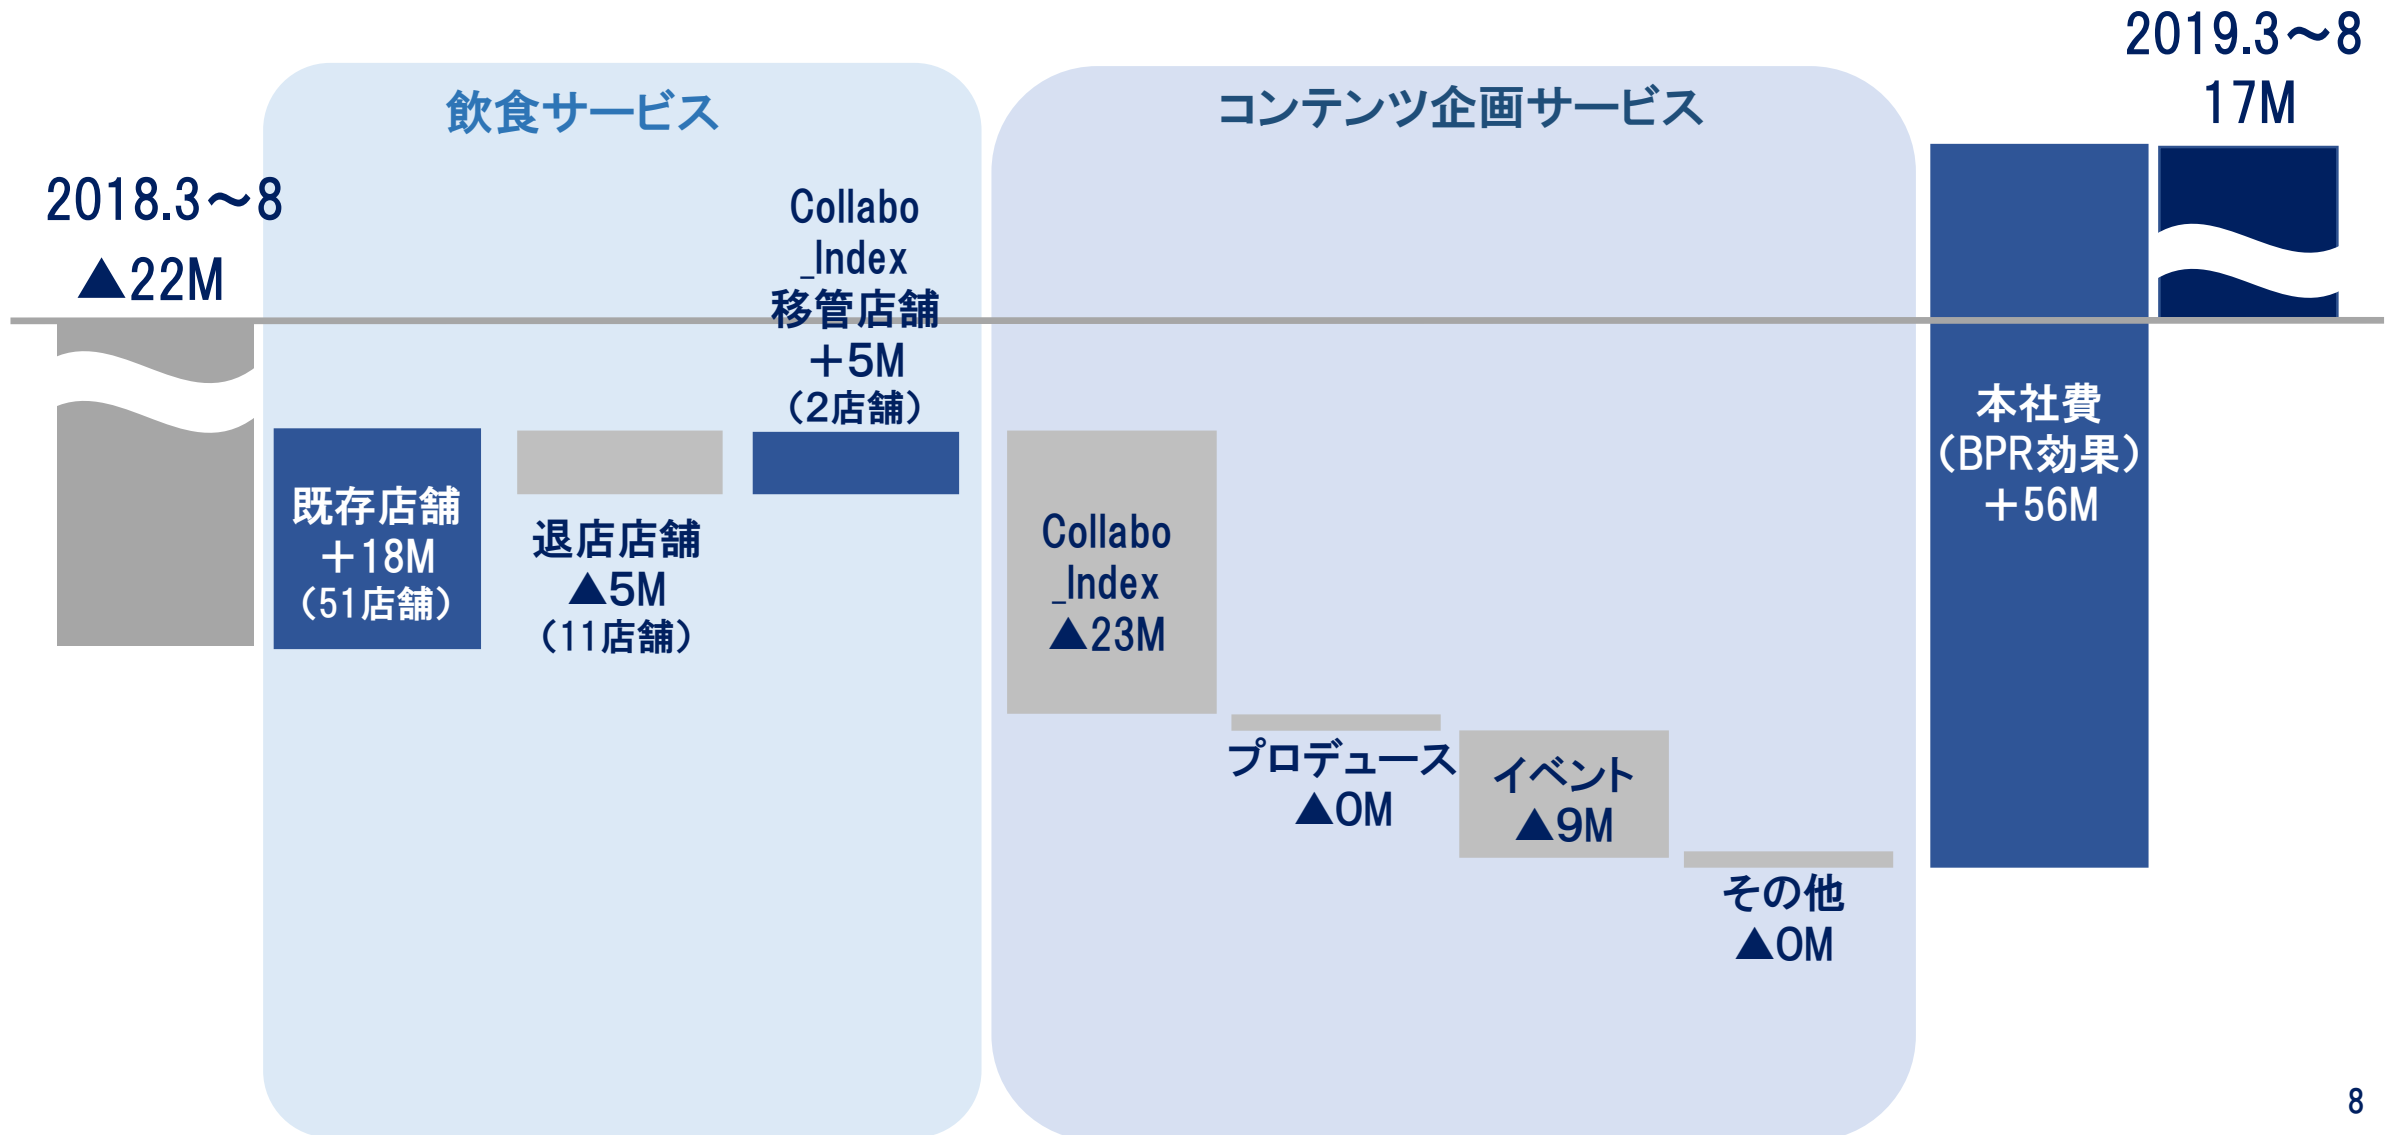 2018.3～8
▲22M
飲食サービス
既存店舗
＋18M
（51店舗）
退店店舗
▲5M
（11店舗）
Collabo
_Index
移管店舗
＋5M
（2店舗）
コンテンツ企画サービス
Collabo
_Index
▲23M
プロデュース
▲0M
イベント
▲9M
その他
▲0M
本社費
（BPR効果）
＋56M
2019.3～8
17M
8